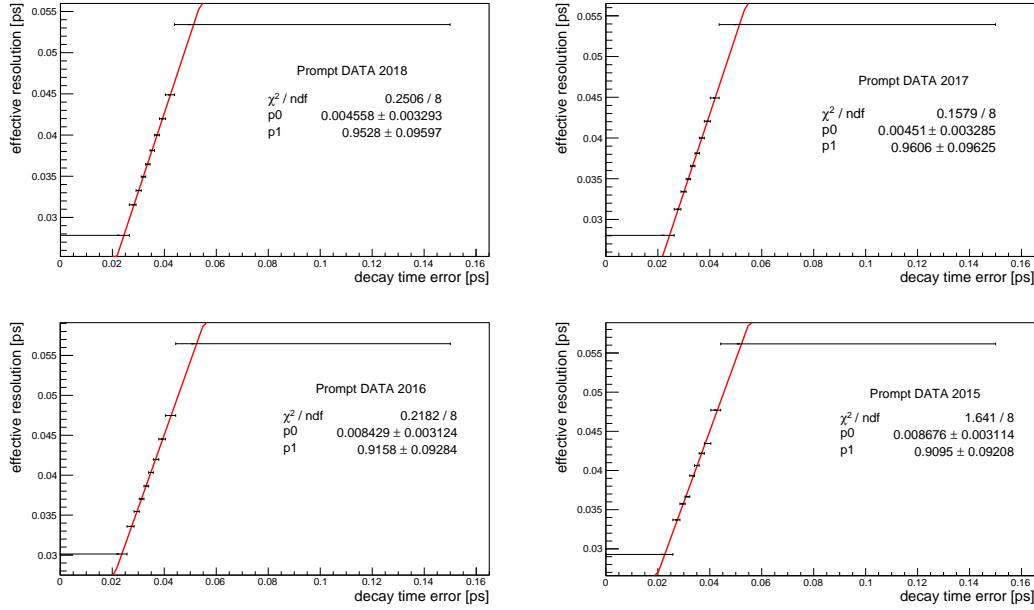 effective resolution [ps]
0.055
0.05
0.045
0.04
0.035
0.03
Prompt DATA 2018
χ² / ndf 0.2506 / 8
p0 0.004558 ± 0.003293
p1 0.9528 ± 0.09597
0 0.02 0.04 0.06 0.08 0.1 0.12 0.14 0.16
decay time error [ps]
effective resolution [ps]
0.055
0.05
0.045
0.04
0.035
0.03
Prompt DATA 2017
χ² / ndf 0.1579 / 8
p0 0.00451 ± 0.003285
p1 0.9606 ± 0.09625
0 0.02 0.04 0.06 0.08 0.1 0.12 0.14 0.16
decay time error [ps]
effective resolution [ps]
0.055
0.05
0.045
0.04
0.035
0.03
Prompt DATA 2016
χ² / ndf 0.2182 / 8
p0 0.008429 ± 0.003124
p1 0.9158 ± 0.09284
0 0.02 0.04 0.06 0.08 0.1 0.12 0.14 0.16
decay time error [ps]
effective resolution [ps]
0.055
0.05
0.045
0.04
0.035
0.03
Prompt DATA 2015
χ² / ndf 1.641 / 8
p0 0.008676 ± 0.003114
p1 0.9095 ± 0.09208
0 0.02 0.04 0.06 0.08 0.1 0.12 0.14 0.16
decay time error [ps]